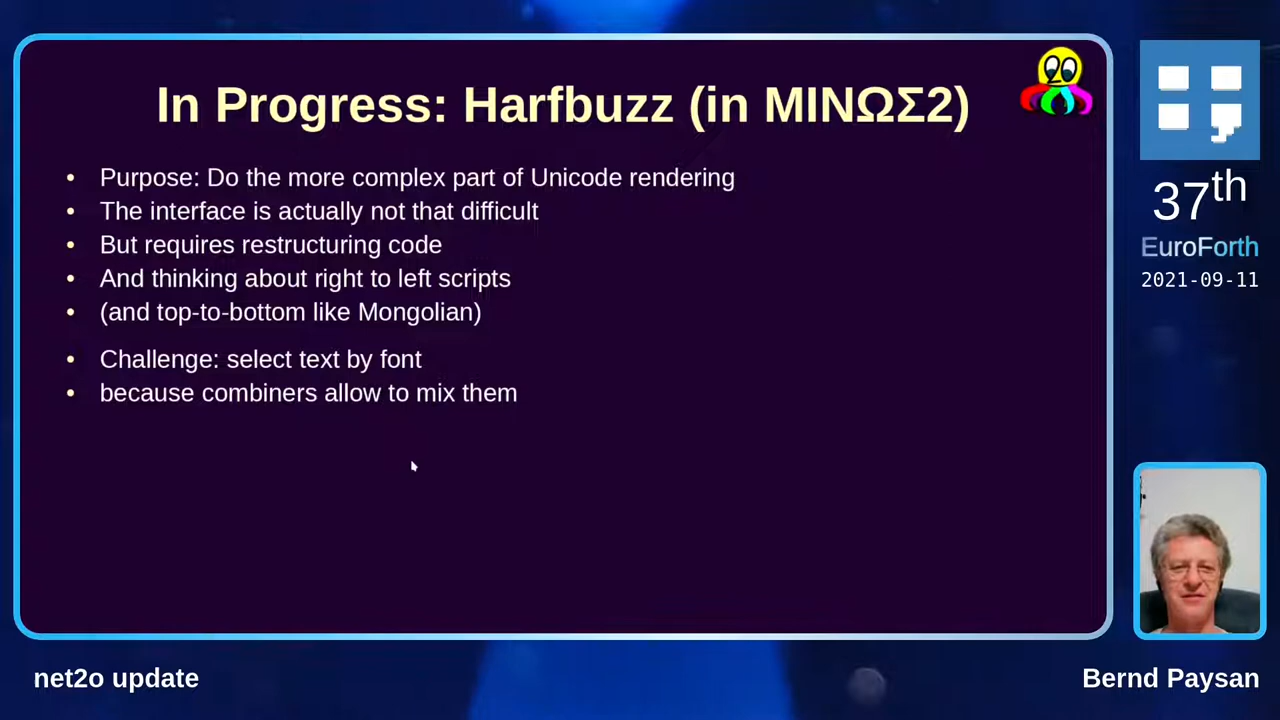 In Progress: Harfbuzz (in ΜΙΝΩΣ2)
• Purpose: Do the more complex part of Unicode rendering
• The interface is actually not that difficult
• But requires restructuring code
• And thinking about right to left scripts
• (and top-to-bottom like Mongolian)
• Challenge: select text by font
• because combiners allow to mix them
37th
EuroForth
2021-09-11
net2o update
Bernd Paysan